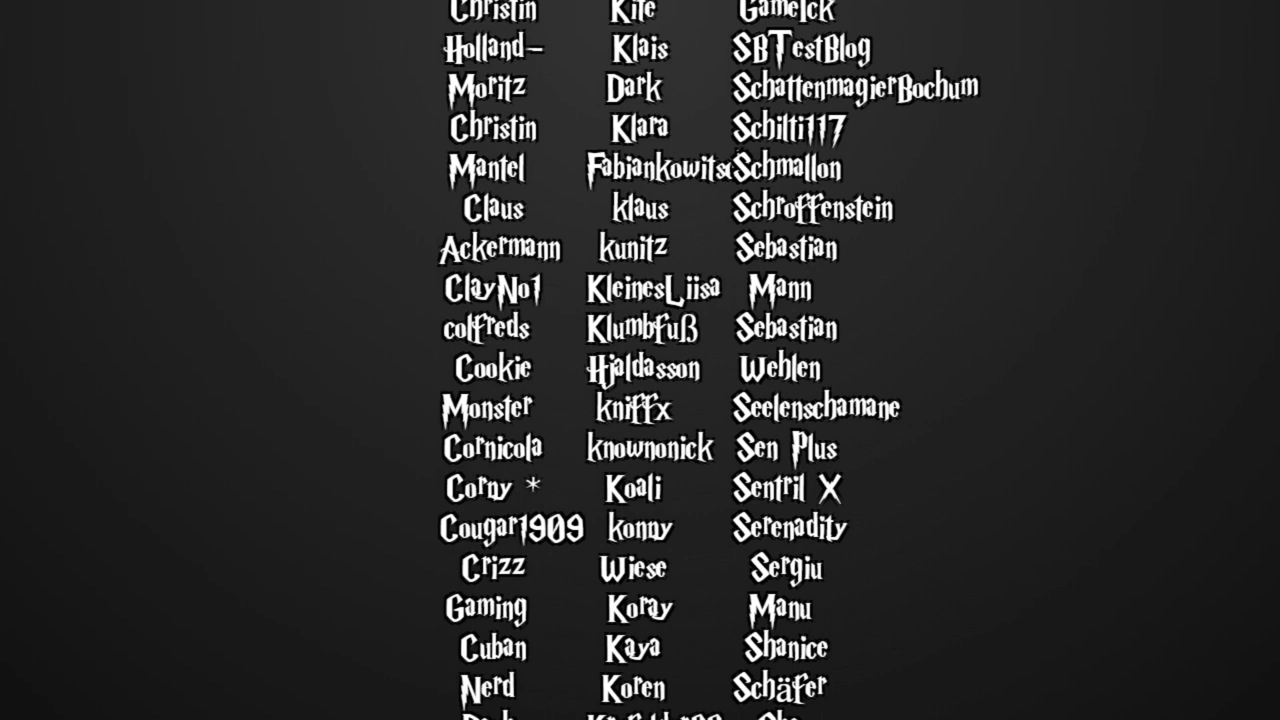 Christin
Holland-
Moritz
Christin
Mantel
Claus
Ackermann
ClayNo1
colfreds
Cookie
Monster
Cornicola
Corny *
Cougar1909
Crizz
Gaming
Cuban
Nerd
Kite
Klais
Dark
Klara
klaus
kunitz
KleinesLiisa
Klumbfuß
Hjaldasson
kniffx
knownonick
Koali
konny
Wiese
Koray
Kaya
Koren
SBTestBlog
SchattenmagierBochum
Schilti117
Schmallon
Schroffenstein
Sebastian
Mann
Sebastian
Wehlen
Seelenschamane
Sen Plus
Sentril X
Serenadity
Sergiu
Manu
Shanice
Schäfer